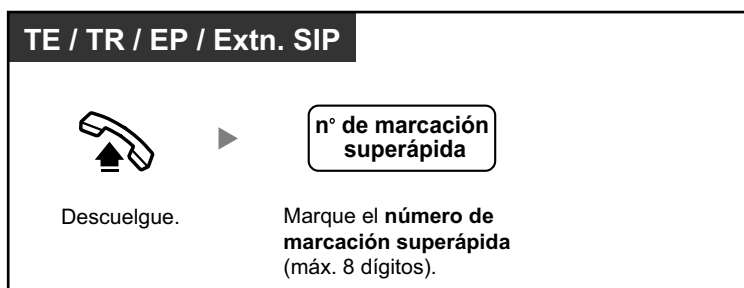 TE / TR / EP / Extn. SIP
n° de marcación
superápida
Descuelgue.
Marque el número de
marcación superápida
(máx. 8 dígitos).